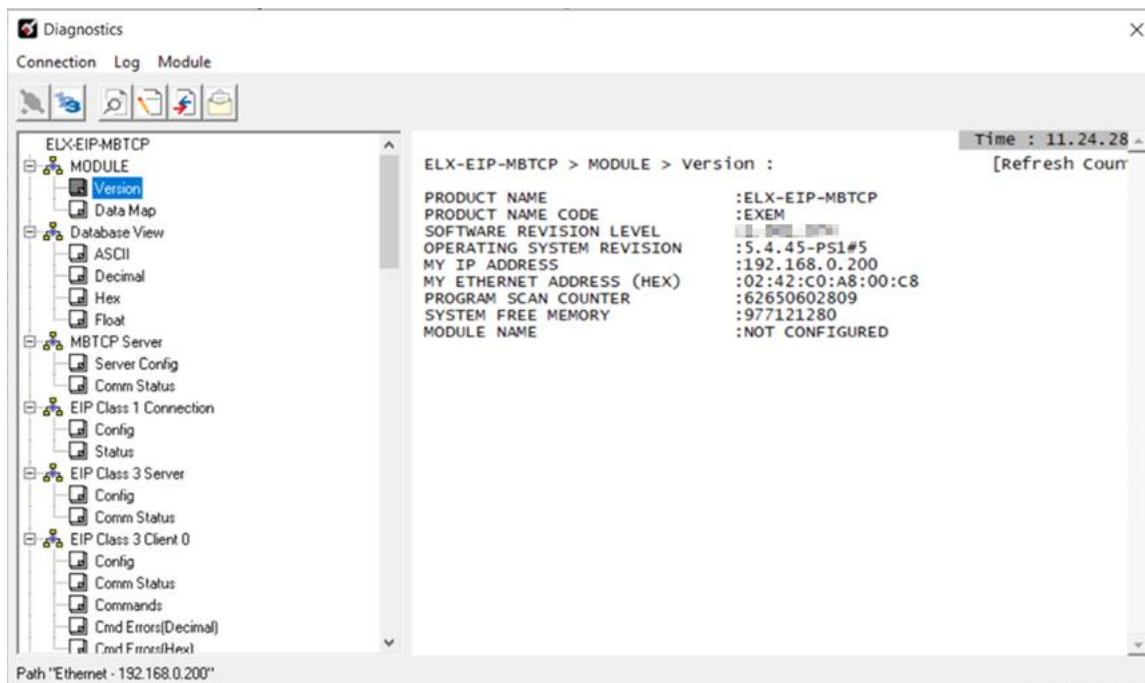 Diagnostics
Connection Log Module
ELX-EIP-MBTCP
MODULE
Version
Data Map
Database View
ASCII
Decimal
Hex
Float
MBTCP Server
Server Config
Comm Status
EIP Class 1 Connection
Config
Status
EIP Class 3 Server
Config
Comm Status
EIP Class 3 Client 0
Config
Comm Status
Commands
Cmd Errors(Decimal)
Cmd Errors(Hex)
Time : 11.24.28
ELX-EIP-MBTCP > MODULE > Version : [Refresh Coun
PRODUCT NAME :ELX-EIP-MBTCP
PRODUCT NAME CODE :EXEM
SOFTWARE REVISION LEVEL
OPERATING SYSTEM REVISION :5.4.45-PS1#5
MY IP ADDRESS :192.168.0.200
MY ETHERNET ADDRESS (HEX) :02:42:C0:A8:00:C8
PROGRAM SCAN COUNTER :62650602809
SYSTEM FREE MEMORY :977121280
MODULE NAME :NOT CONFIGURED
Path "Ethernet - 192.168.0.200"